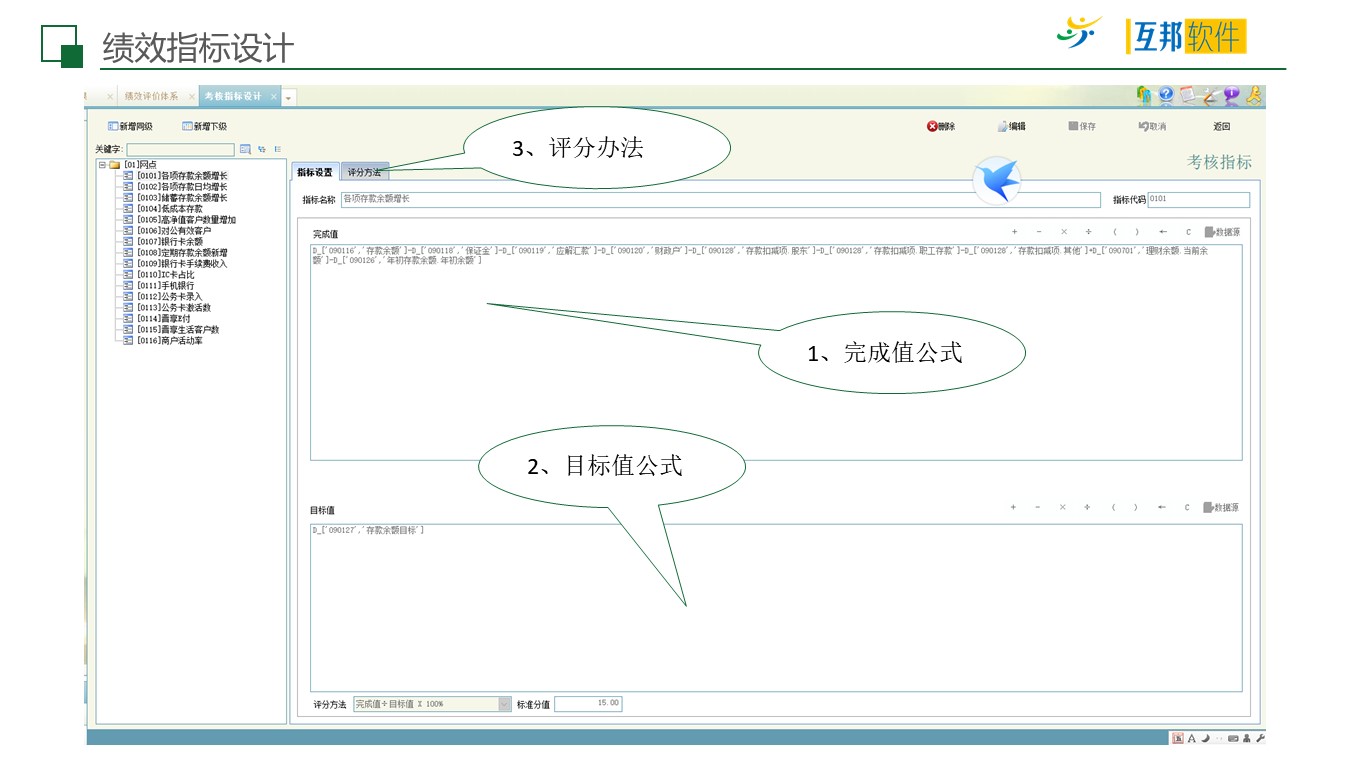 绩效指标设计
互邦软件
绩效评价体系 × 考核指标设计 ×
新增同级 新增下级 删除 编辑 保存 取消 返回
关键字:
考核指标
[01]网点
[0101]各项存款余额增长
[0102]各项存款日均增长
[0103]储蓄存款余额增长
[0104]低成本存款
[0105]高净值客户数量增加
[0106]对公有效客户
[0107]银行卡余额
[0108]定期存款余额新增
[0109]银行卡手续费收入
[0110]IC卡占比
[0111]手机银行
[0112]公务卡录入
[0113]公务卡激活数
[0114]惠享E付
[0115]惠享生活客户数
[0116]商户活动率
3、评分办法
指标设置 评分方法
指标名称 各项存款余额增长 指标代码 0101
完成值 + - × ÷ ( ) ← C 数据源
D_['090116','存款余额']-D_['090118','保证金']-D_['090119','应解汇款']-D_['090120','财政户']-D_['090128','存款扣减项.股东']-D_['090128','存款扣减项.职工存款']-D_['090128','存款扣减项.其他']+D_['090701','理财余额.当前余
额']-D_['090126','年初存款余额.年初余额']
1、完成值公式
2、目标值公式
目标值 + - × ÷ ( ) ← C 数据源
D_['090127','存款余额目标']
评分方法 完成值÷目标值 X 100% 标准分值 15.00